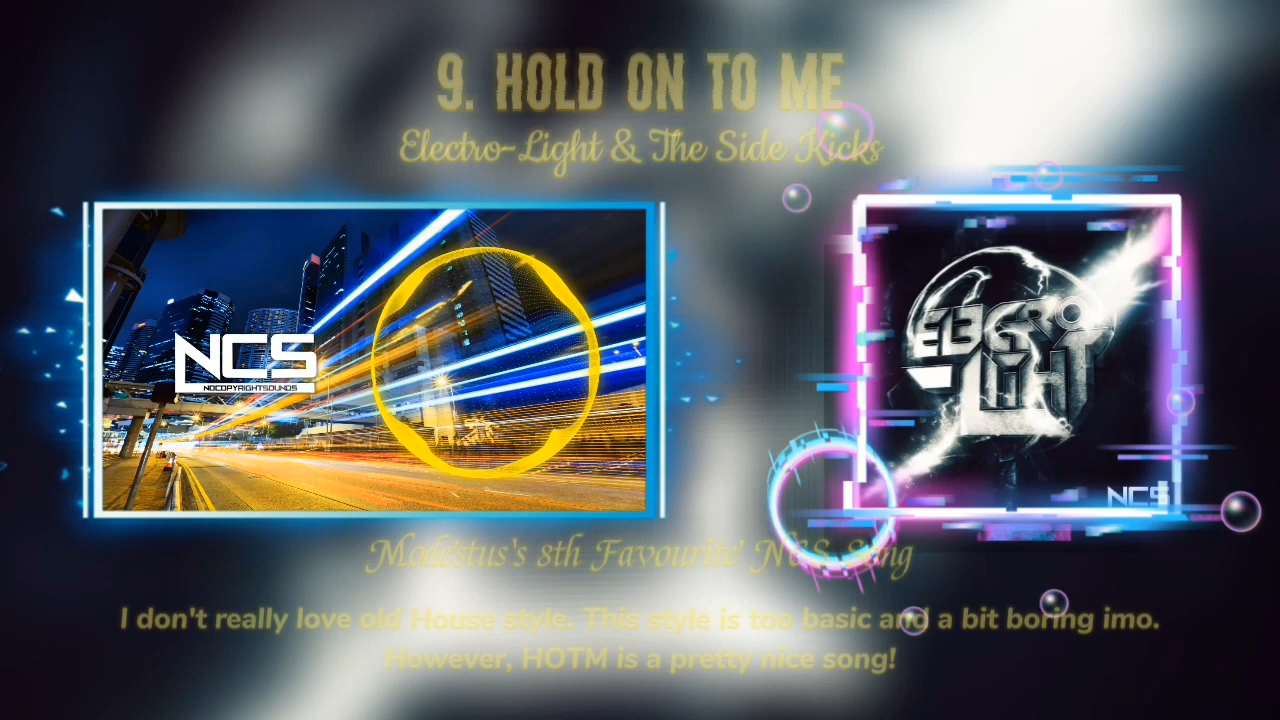 9. HOLD ON TO ME
Electro-Light & The Side Kicks
NCS
NOCOPYRIGHTSOUNDS
ELECTRO
LIGHT
NCS
Modestus's 8th Favourite NCS Song
I don't really love old House style. This style is too basic and a bit boring imo.
However, HOTM is a pretty nice song!